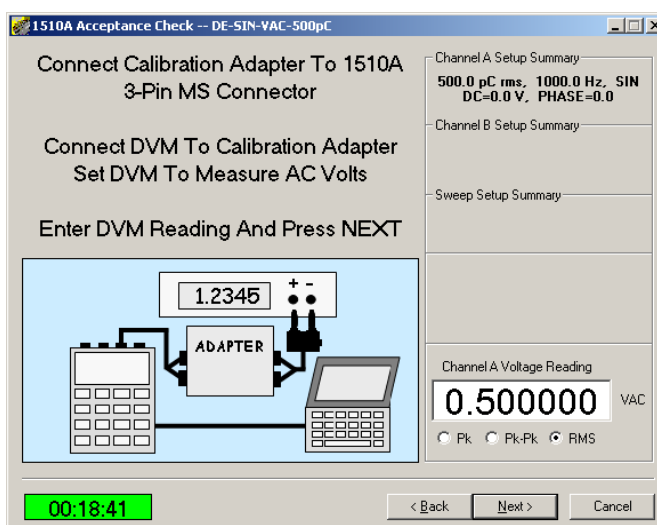 1510A Acceptance Check -- DE-SIN-VAC-500pC
Connect Calibration Adapter To 1510A
3-Pin MS Connector
Connect DVM To Calibration Adapter
Set DVM To Measure AC Volts
Enter DVM Reading And Press NEXT
1.2345
+ -
ADAPTER
Channel A Setup Summary
500.0 pC rms, 1000.0 Hz, SIN
DC=0.0 V, PHASE=0.0
Channel B Setup Summary
Sweep Setup Summary
Channel A Voltage Reading
0.500000 VAC
Pk Pk-Pk RMS
00:18:41
< Back Next > Cancel